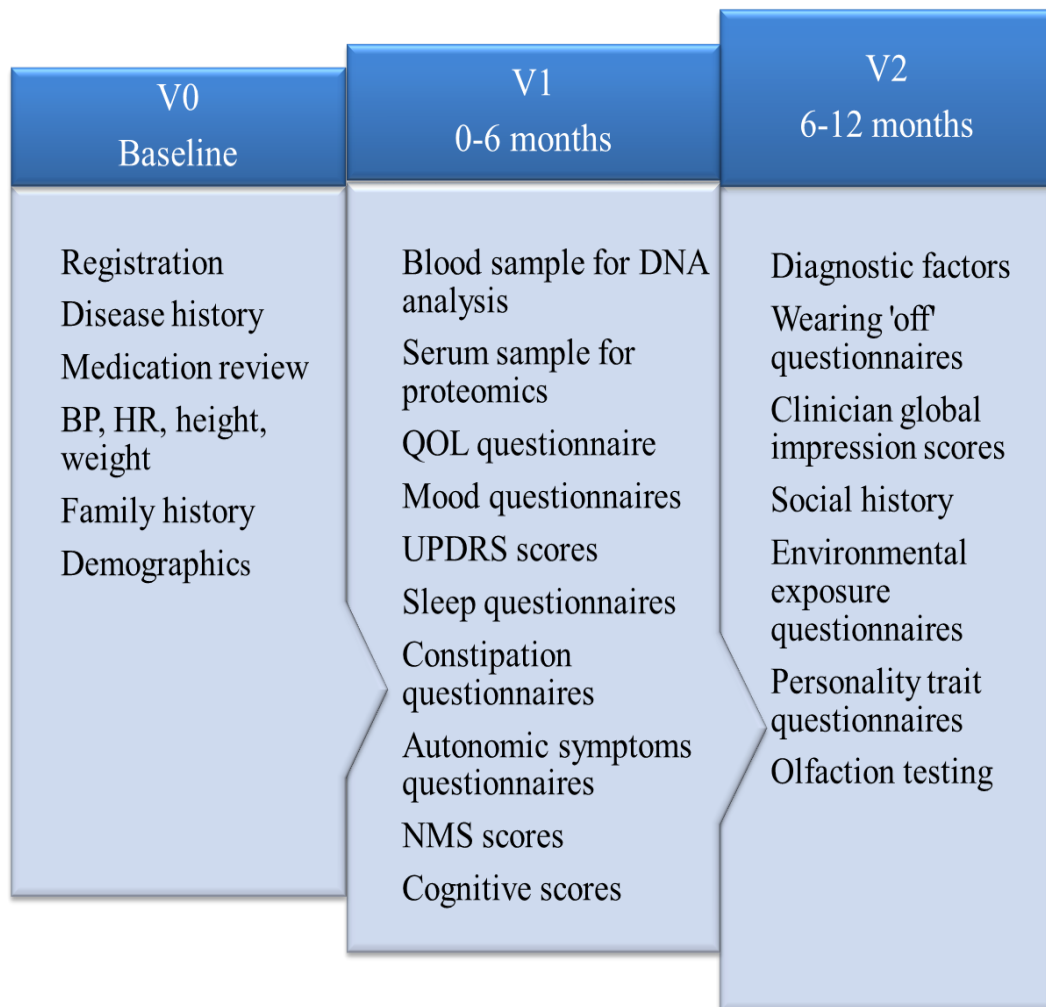 V0
Baseline
Registration
Disease history
Medication review
BP, HR, height,
weight
Family history
Demographics
V1
0-6 months
Blood sample for DNA
analysis
Serum sample for
proteomics
QOL questionnaire
Mood questionnaires
UPDRS scores
Sleep questionnaires
Constipation
questionnaires
Autonomic symptoms
questionnaires
NMS scores
Cognitive scores
V2
6-12 months
Diagnostic factors
Wearing 'off'
questionnaires
Clinician global
impression scores
Social history
Environmental
exposure
questionnaires
Personality trait
questionnaires
Olfaction testing